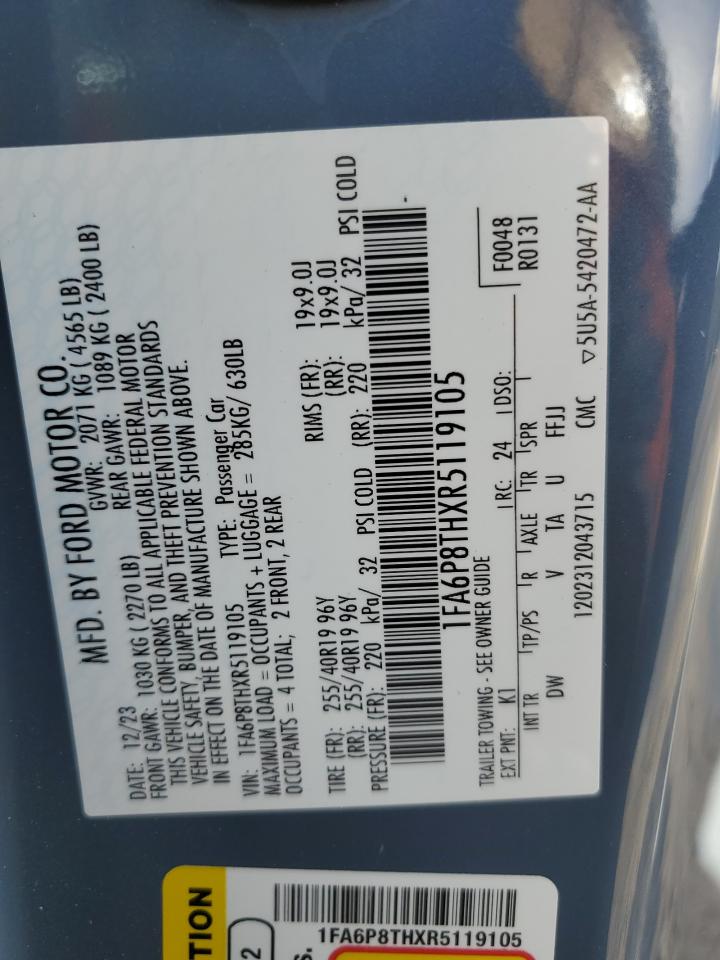 MFD. BY FORD MOTOR CO.
DATE: 12/23 GVWR: 2071 KG ( 4565 LB)
FRONT GAWR: 1030 KG ( 2270 LB) REAR GAWR: 1089 KG ( 2400 LB)
THIS VEHICLE CONFORMS TO ALL APPLICABLE FEDERAL MOTOR
VEHICLE SAFETY, BUMPER, AND THEFT PREVENTION STANDARDS
IN EFFECT ON THE DATE OF MANUFACTURE SHOWN ABOVE.
VIN: 1FA6P8THXR5119105 TYPE: Passenger Car
MAXIMUM LOAD = OCCUPANTS + LUGGAGE = 285KG/ 630LB
OCCUPANTS = 4 TOTAL; 2 FRONT, 2 REAR
TIRE (FR): 255/40R19 96Y RIMS (FR): 19x9.0J
(RR): 255/40R19 96Y (RR): 19x9.0J
PRESSURE (FR): 220 kPa/ 32 PSI COLD (RR): 220 kPa/ 32 PSI COLD
1FA6P8THXR5119105
TRAILER TOWING - SEE OWNER GUIDE F0048
EXT PNT: K1 RC: 24 DSO: R0131
INT TR TP/PS R AXLE TR SPR
DW V TA U FFJJ
1202312043715 CMC ▽5U5A-5420472-AA
TION
2
S.
1FA6P8THXR5119105